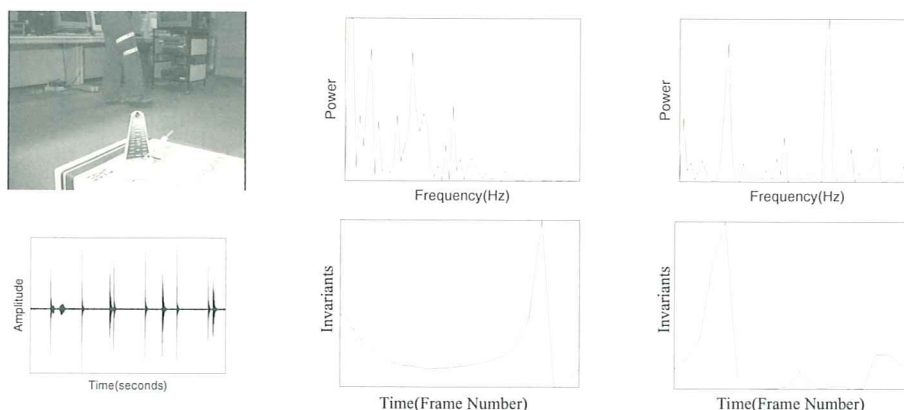 Power
Frequency(Hz)
Power
Frequency(Hz)
Amplitude
Time(seconds)
Invariants
Time(Frame Number)
Invariants
Time(Frame Number)